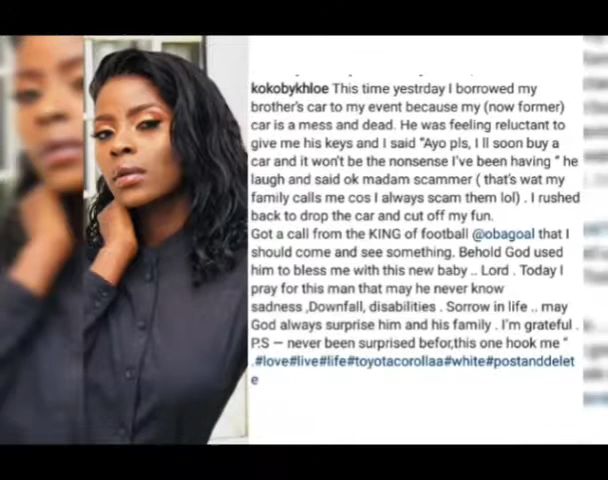 kokobykhloe This time yestrday I borrowed my
brother's car to my event because my (now former)
car is a mess and dead. He was feeling reluctant to
give me his keys and I said "Ayo pls, I ll soon buy a
car and it won't be the nonsense I've been having " he
laugh and said ok madam scammer ( that's wat my
family calls me cos I always scam them lol) . I rushed
back to drop the car and cut off my fun.
Got a call from the KING of football @obagoal that I
should come and see something. Behold God used
him to bless me with this new baby .. Lord . Today I
pray for this man that may he never know
sadness ,Downfall, disabilities . Sorrow in life .. may
God always surprise him and his family . I'm grateful .
P.S — never been surprised befor,this one hook me "
.#love#live#life#toyotacorollaa#white#postanddelet
e